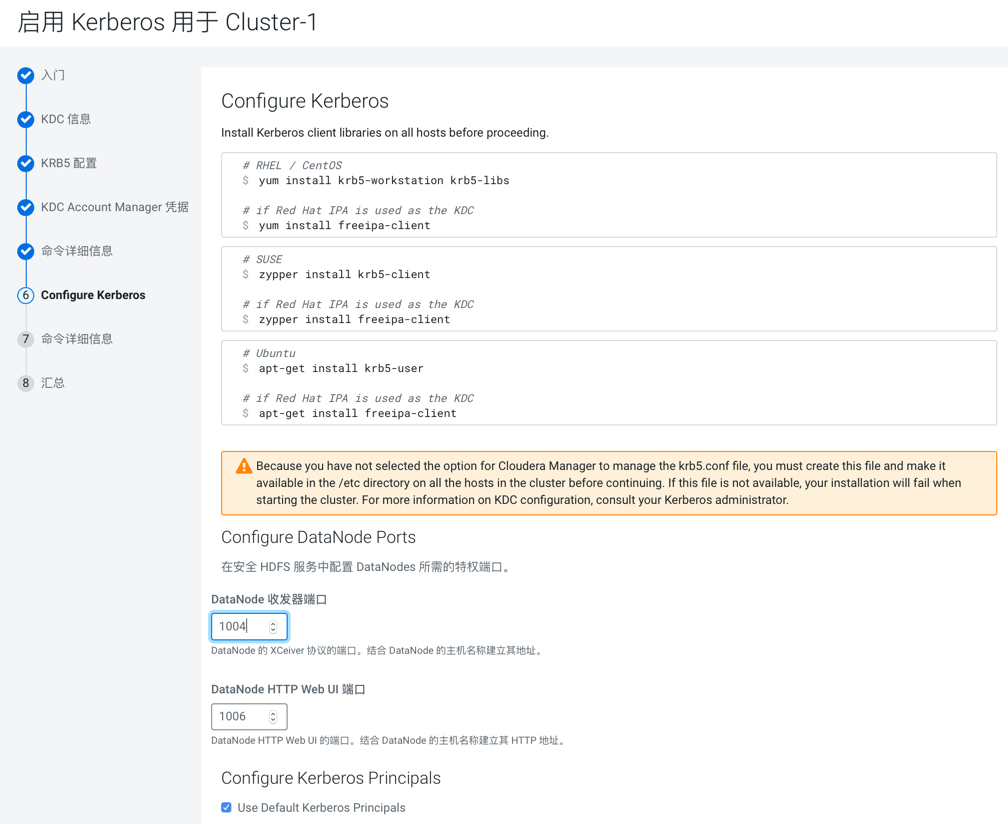 启用 Kerberos 用于 Cluster-1
入门
KDC 信息
KRB5 配置
KDC Account Manager 凭据
命令详细信息
6 Configure Kerberos
7 命令详细信息
8 汇总
Configure Kerberos
Install Kerberos client libraries on all hosts before proceeding.
# RHEL / CentOS
$ yum install krb5-workstation krb5-libs
# if Red Hat IPA is used as the KDC
$ yum install freeipa-client
# SUSE
$ zypper install krb5-client
# if Red Hat IPA is used as the KDC
$ zypper install freeipa-client
# Ubuntu
$ apt-get install krb5-user
# if Red Hat IPA is used as the KDC
$ apt-get install freeipa-client
Because you have not selected the option for Cloudera Manager to manage the krb5.conf file, you must create this file and make it
available in the /etc directory on all the hosts in the cluster before continuing. If this file is not available, your installation will fail when
starting the cluster. For more information on KDC configuration, consult your Kerberos administrator.
Configure DataNode Ports
在安全 HDFS 服务中配置 DataNodes 所需的特权端口。
DataNode 收发器端口
1004
DataNode 的 XCeiver 协议的端口。结合 DataNode 的主机名称建立其地址。
DataNode HTTP Web UI 端口
1006
DataNode HTTP Web UI 的端口。结合 DataNode 的主机名称建立其 HTTP 地址。
Configure Kerberos Principals
Use Default Kerberos Principals